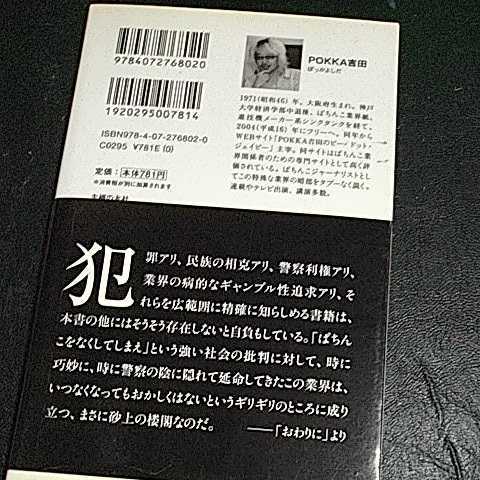 9784072768020
1920295007814
ISBN978-4-07-276802-0
C0295 ¥781E (0)
定価：本体781円
※消費税が別に加算されます
主婦の友社
POKKA吉田
ぽっかよしだ
1971(昭和46)年、大阪府生まれ。神戸
大学経済学部中退後、ぱちんこ業界紙、
遊技機メーカー系シンクタンクを経て、
2004(平成16)年にフリーへ。同年から
WEBサイト「POKKA吉田のピー・ドット・
ジェイピー」主宰。同サイトはぱちんこ業
界関係者のための専門サイトとして高く評
価されている。ぱちんこジャーナリストとし
てこの特殊な業界の暗部をタブーなく説く。
連載やテレビ出演、講演多数。
犯罪アリ、民族の相克アリ、警察利権アリ、
業界の病的なギャンブル性追求アリ、そ
れらを広範囲に精確に知らしめる書籍は、
本書の他にはそうそう存在しないと自負もしている。「ぱちん
こをなくしてしまえ」という強い社会の批判に対して、時に
巧妙に、時に警察の陰に隠れて延命してきたこの業界は、
いつなくなってもおかしくはないというギリギリのところに成り
立つ、まさに砂上の楼閣なのだ。 ――「おわりに」より